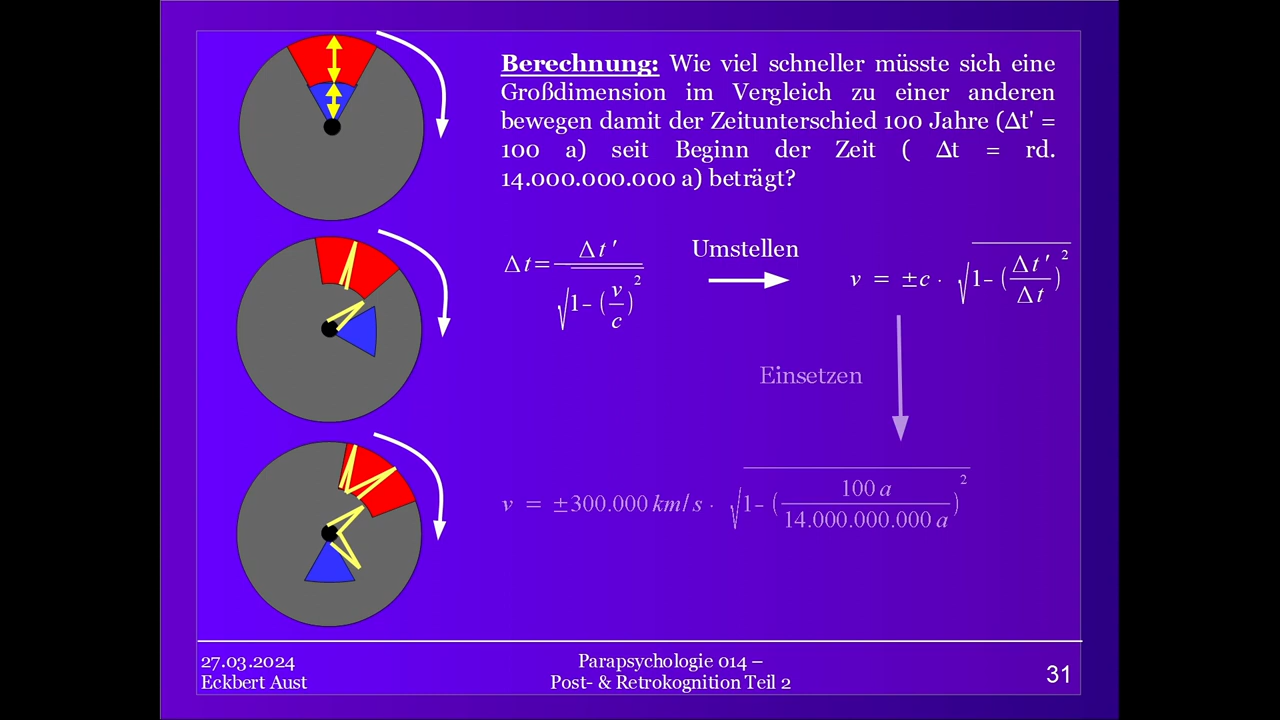 Berechnung: Wie viel schneller müsste sich eine
Großdimension im Vergleich zu einer anderen
bewegen damit der Zeitunterschied 100 Jahre (Δt' =
100 a) seit Beginn der Zeit ( Δt = rd.
14.000.000.000 a) beträgt?
Δt = Δt' / √1−(v/c)²
Umstellen
v = ±c · √1−(Δt'/Δt)²
Einsetzen
v = ±300.000 km/s · √1−(100 a/14.000.000.000 a)²
27.03.2024
Eckbert Aust
Parapsychologie 014 –
Post- & Retrokognition Teil 2
31